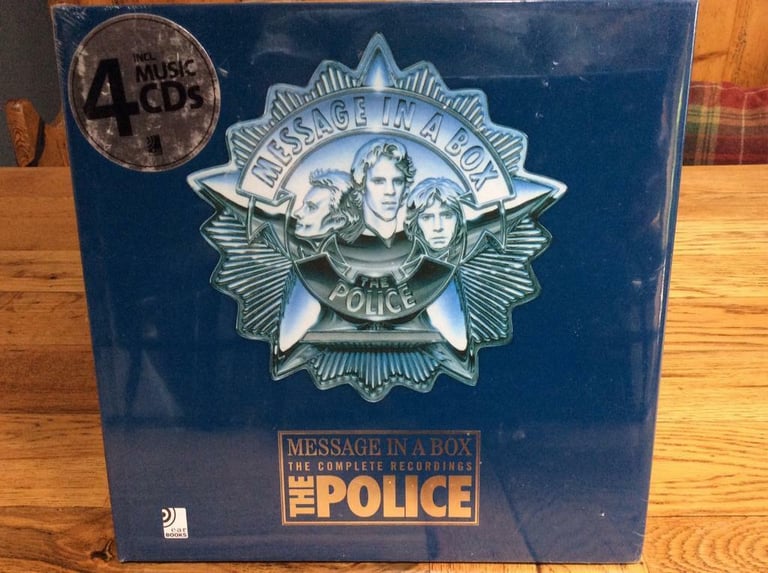 INCL.
4 MUSIC
CDs
MESSAGE IN A BOX
THE
POLICE
MESSAGE IN A BOX
THE COMPLETE RECORDINGS
THE POLICE
ear
BOOKS